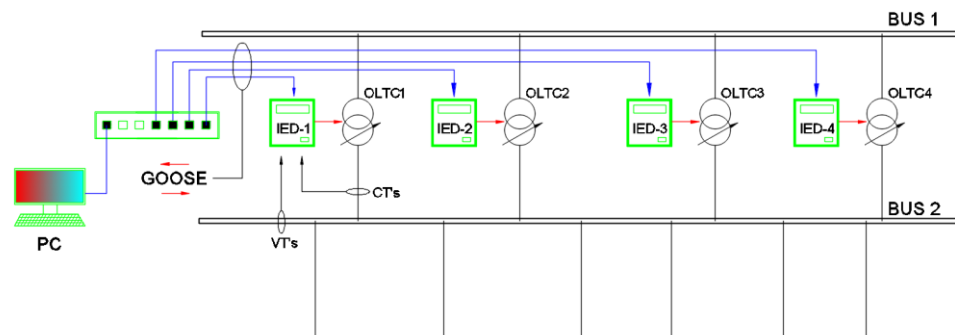 BUS 1
OLTC1
OLTC2
OLTC3
OLTC4
IED-1
IED-2
IED-3
IED-4
GOOSE
CT's
BUS 2
VT's
PC